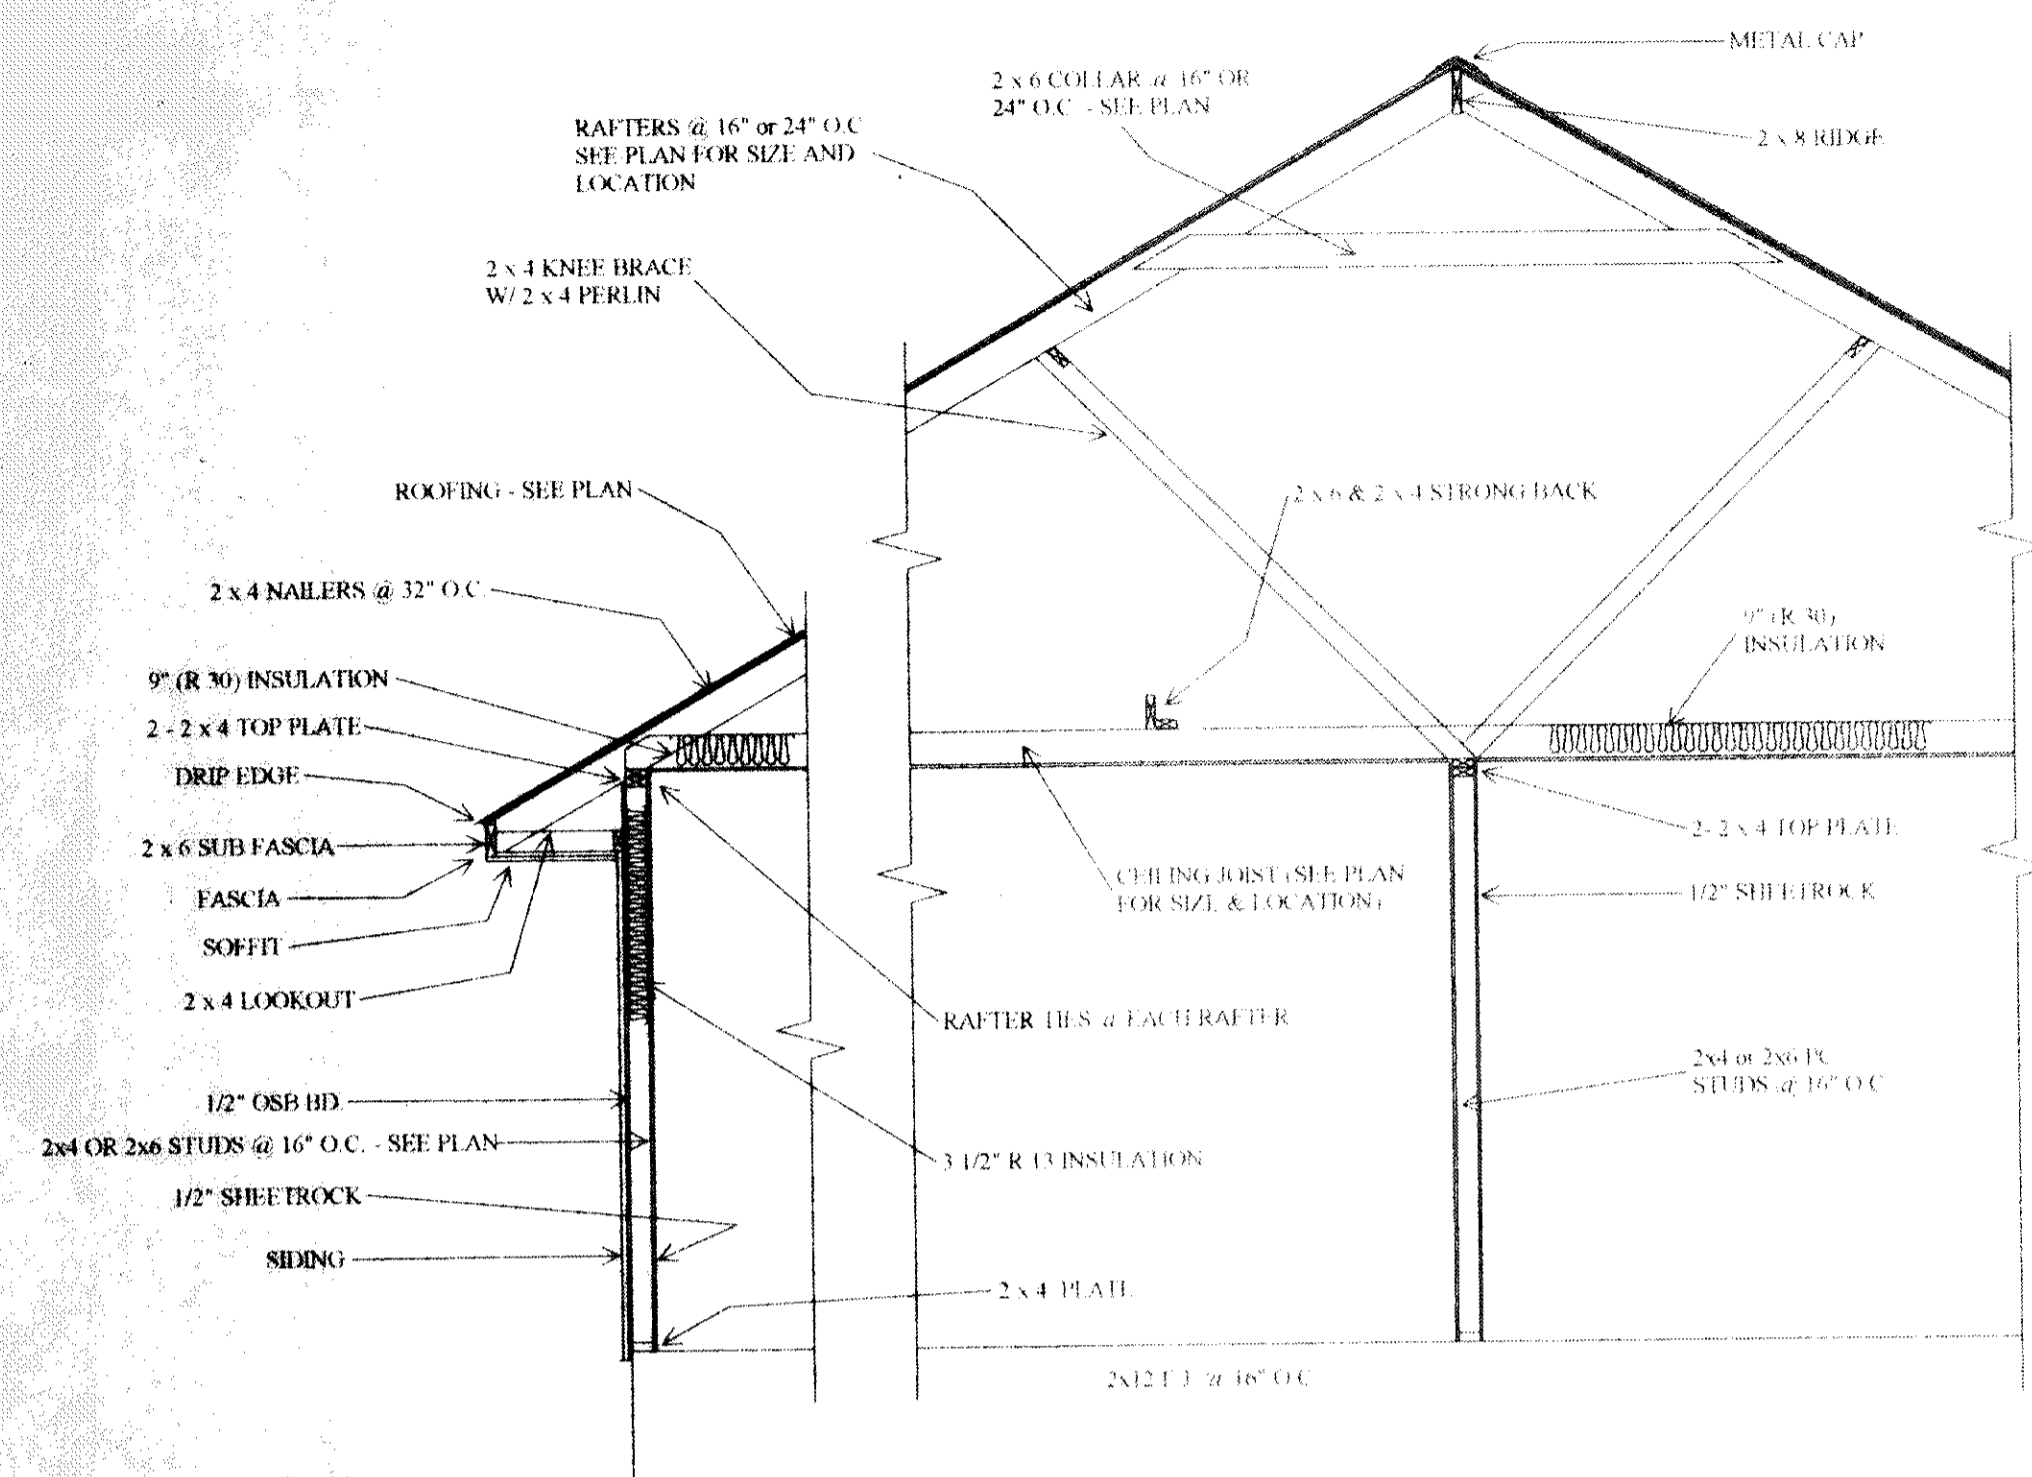 METAL CAP
2 x 6 COLLAR @ 16" OR
24" O.C. - SEE PLAN
RAFTERS @ 16" or 24" O.C
SEE PLAN FOR SIZE AND
LOCATION
2 x 8 RIDGE
2 x 4 KNEE BRACE
W/ 2 x 4 PERLIN
ROOFING - SEE PLAN
2 x 6 & 2 x 4 STRONG BACK
2 x 4 NAILERS @ 32" O.C.
9" (R 30)
INSULATION
9" (R 30) INSULATION
2 - 2 x 4 TOP PLATE
DRIP EDGE
2 x 6 SUB FASCIA
FASCIA
SOFFIT
2 x 4 LOOKOUT
2- 2 x 4 TOP PLATE
CEILING JOIST (SEE PLAN
FOR SIZE & LOCATION)
1/2" SHEETROCK
RAFTER TIES @ EACH RAFTER
2x4 or 2x6
STUDS @ 16" O.C
1/2" OSB BD.
2x4 OR 2x6 STUDS @ 16" O.C. - SEE PLAN
3 1/2" R 13 INSULATION
1/2" SHEETROCK
SIDING
2 x 4 PLATE
2x12 F.J. @ 16" O.C